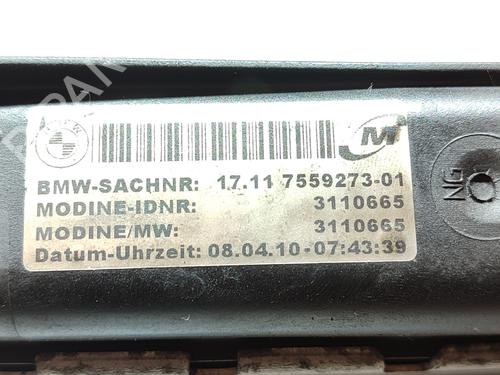 BMW-SACHNR: 17.11 7559273-01
MODINE-IDNR: 3110665
MODINE/MW: 3110665
Datum-Uhrzeit: 08.04.10-07:43:39
NG